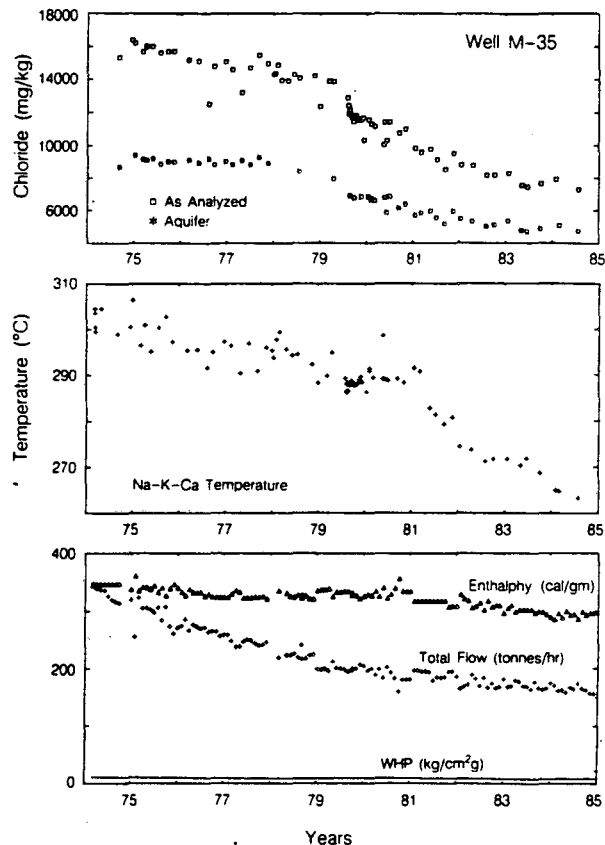 Well M-35
Chloride (mg/kg)
18000
14000
10000
6000
As Analyzed
Aquifer
75
77
79
81
83
85
Temperature (°C)
310
290
270
Na-K-Ca Temperature
75
77
79
81
83
85
400
200
0
Enthalphy (cal/gm)
Total Flow (tonnes/hr)
WHP (kg/cm²g)
75
77
79
81
83
85
Years